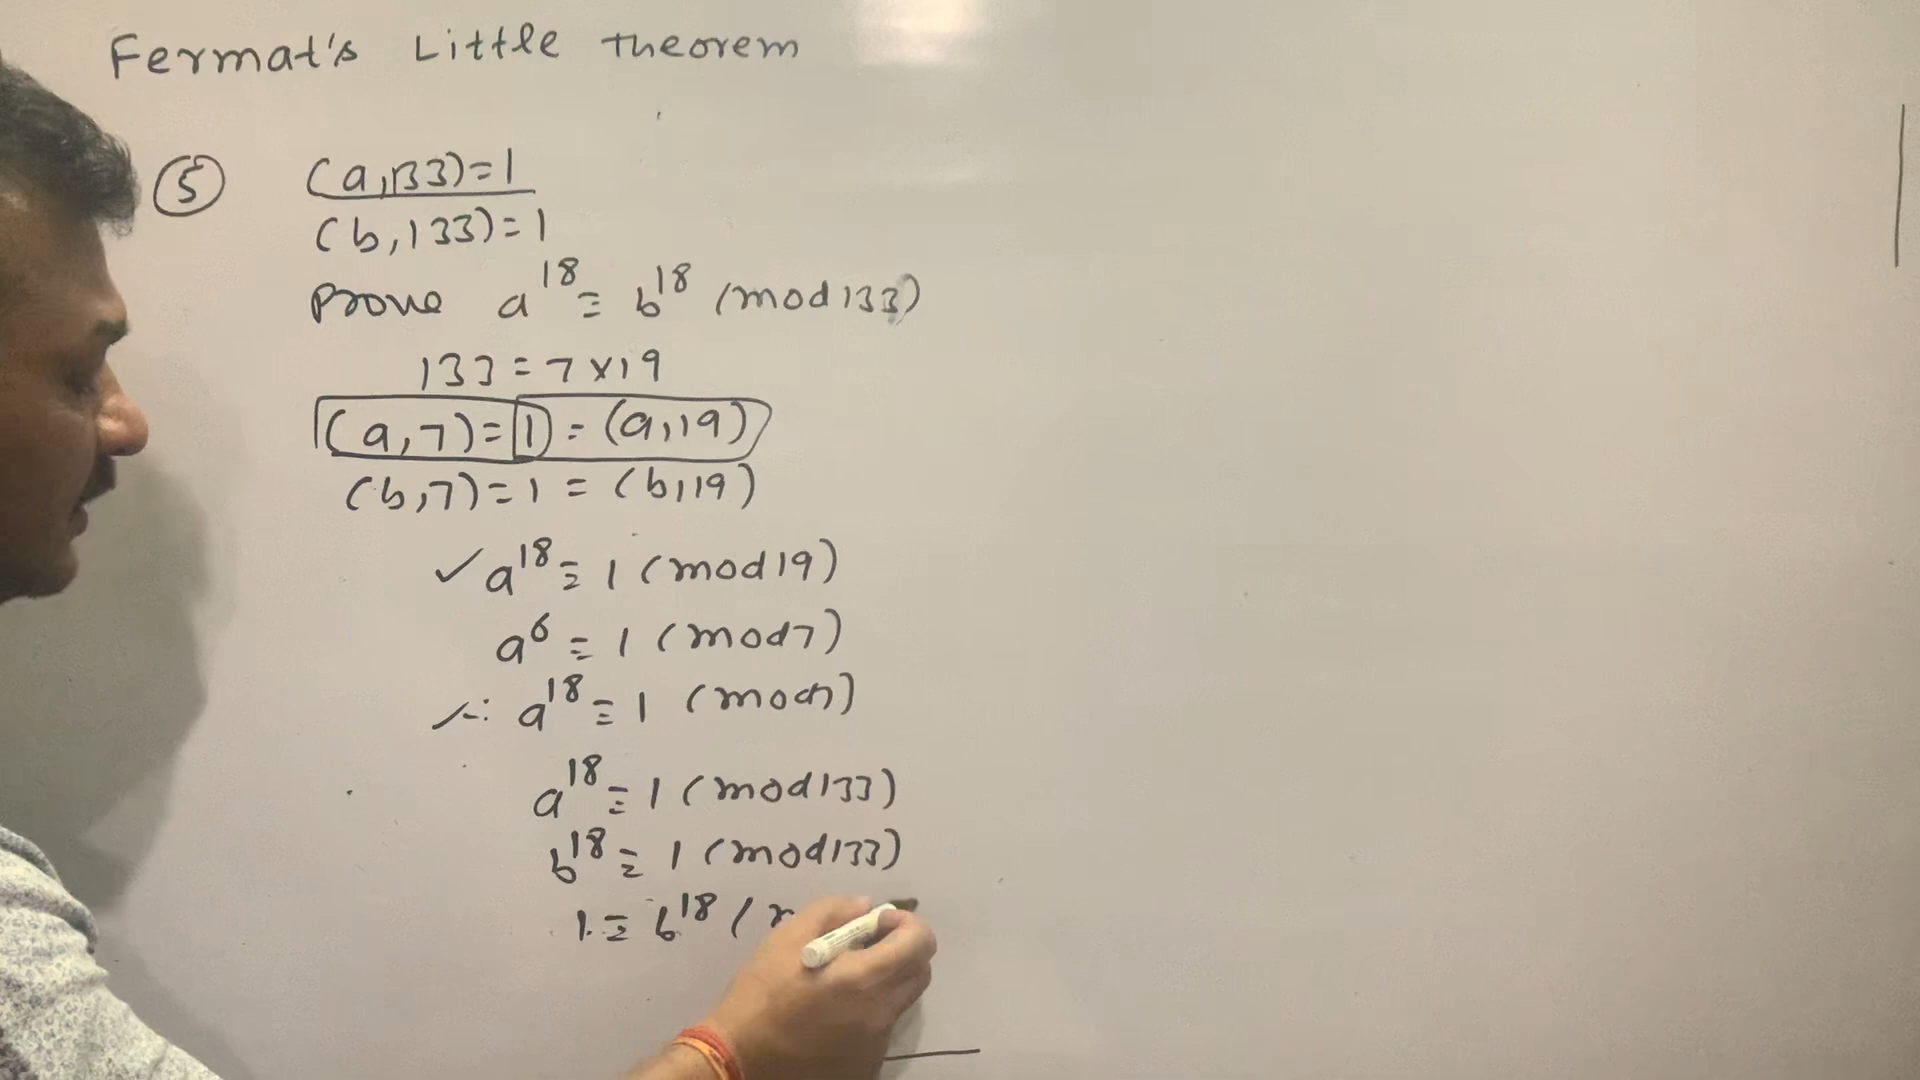 Fermat's Little theorem
⑤ (a,133)=1
(b,133)=1
prove a¹⁸ ≡ b¹⁸ (mod 133)
133 = 7×19
(a,7)=1=(a,19)
(b,7)=1=(b,19)
✓ a¹⁸ ≡ 1 (mod 19)
a⁶ ≡ 1 (mod 7)
∴ a¹⁸ ≡ 1 (mod 7)
a¹⁸ ≡ 1 (mod 133)
b¹⁸ ≡ 1 (mod 133)
1 ≡ b¹⁸ (